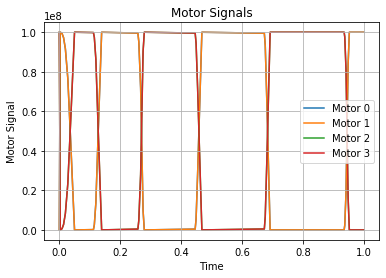 Motor Signals
1e8
1.0
0.8
0.6
0.4
0.2
0.0
Motor Signal
Motor 0
Motor 1
Motor 2
Motor 3
0.0 0.2 0.4 0.6 0.8 1.0
Time